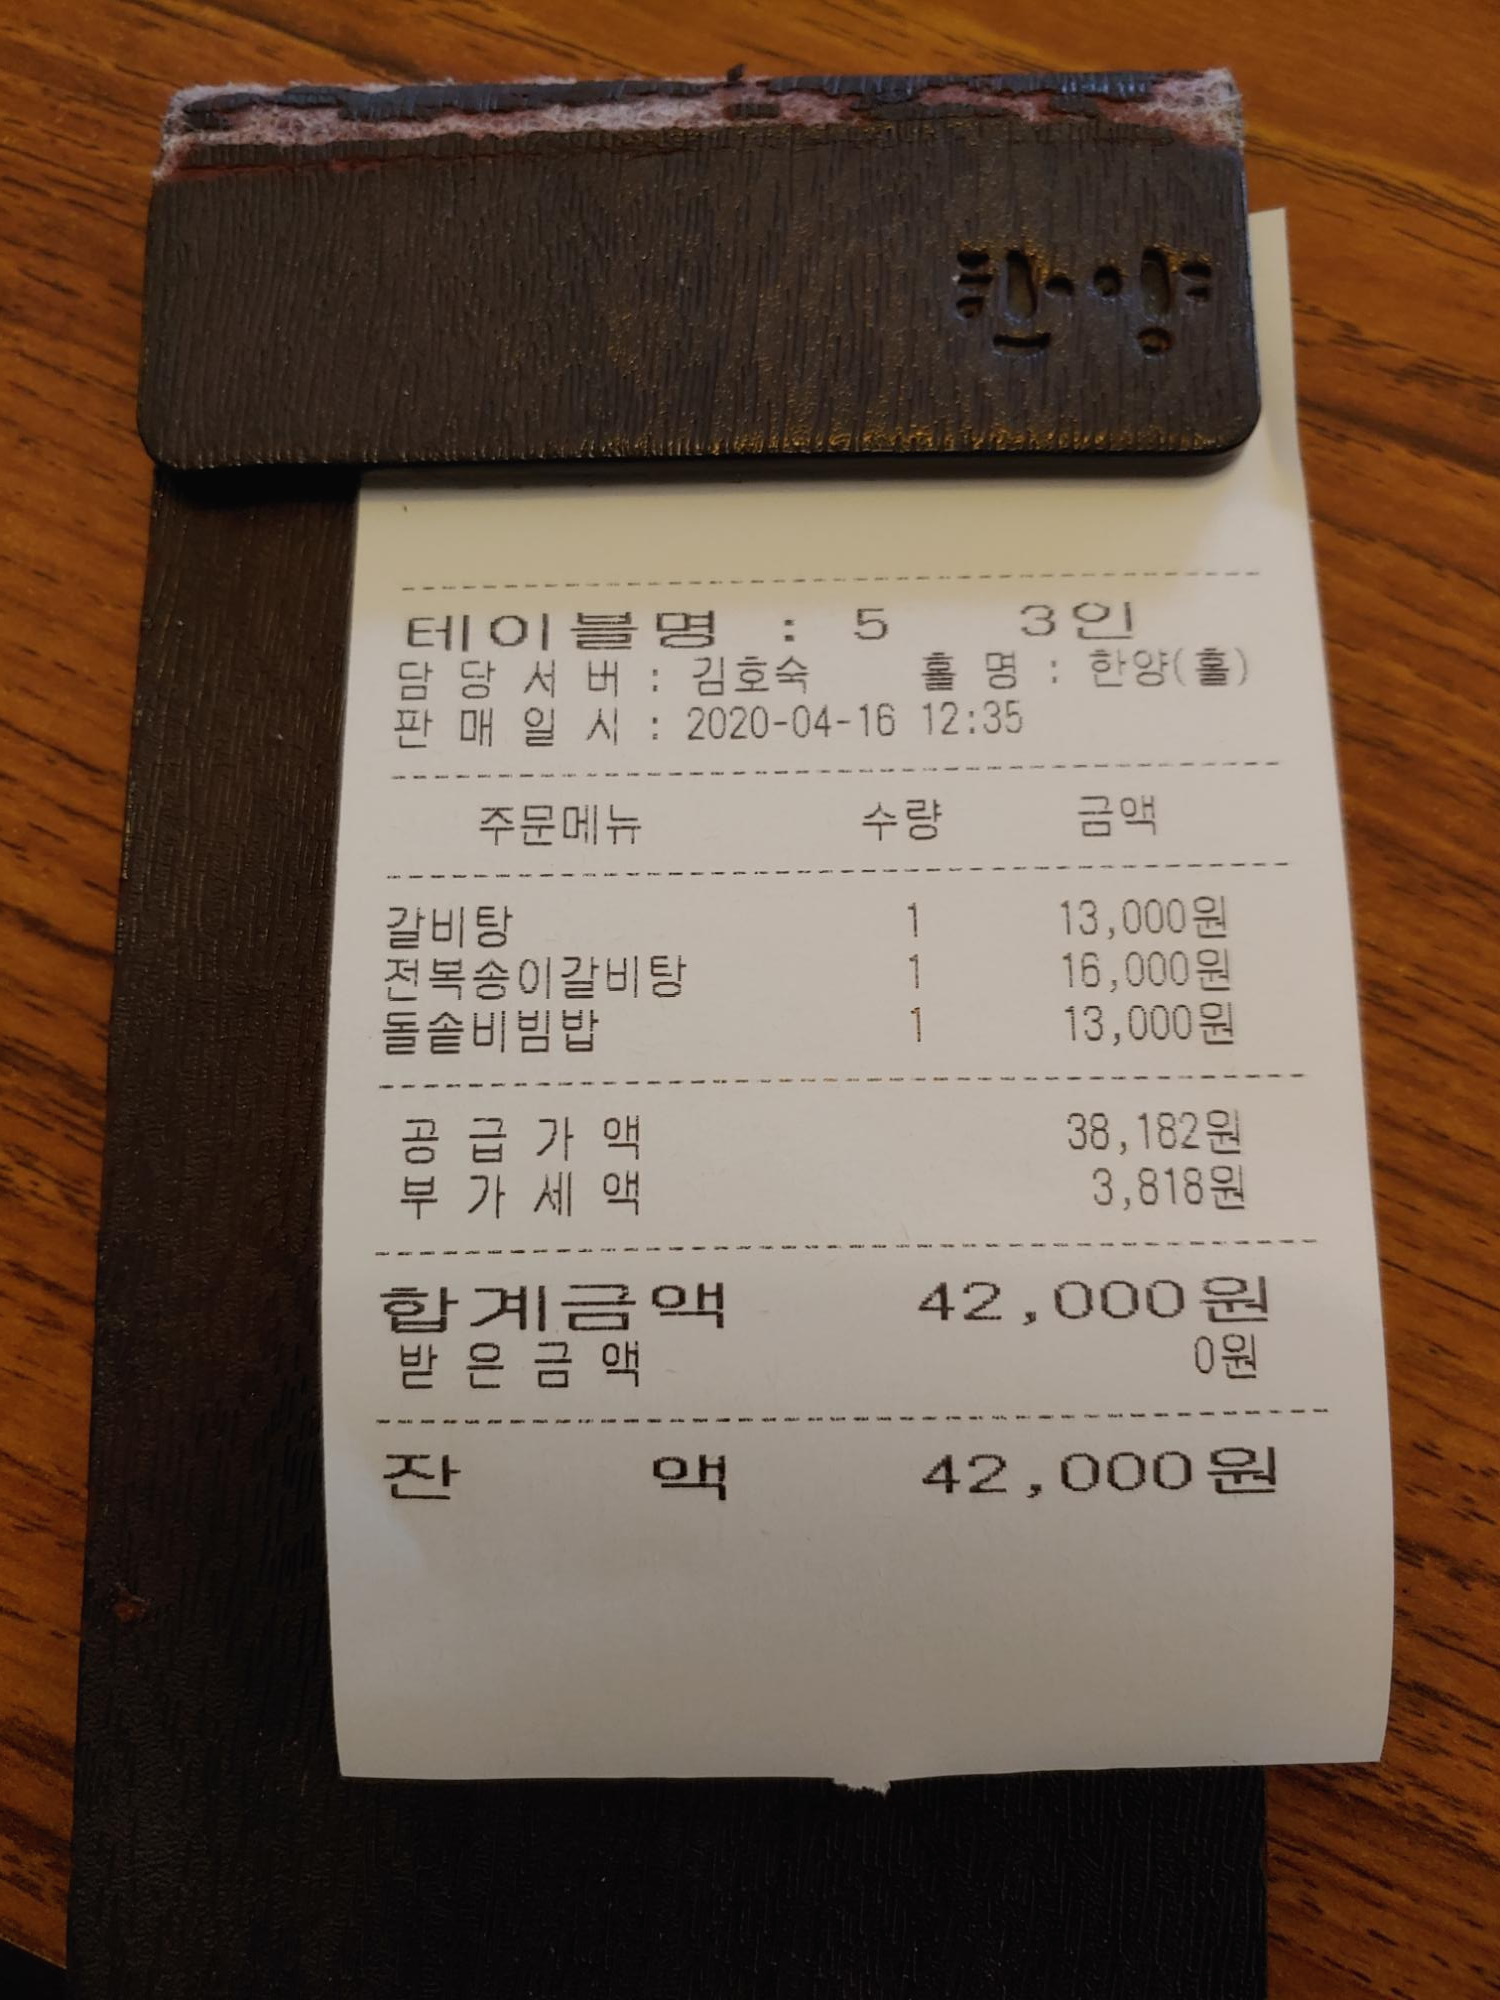 한양
테이블명 : 5 3인
담당서버 : 김호숙 홀명 : 한양(홀)
판매일시 : 2020-04-16 12:35
주문메뉴 수량 금액
갈비탕 1 13,000원
전복송이갈비탕 1 16,000원
돌솥비빔밥 1 13,000원
공급가액 38,182원
부가세액 3,818원
합계금액 42,000원
받은금액 0원
잔액 42,000원